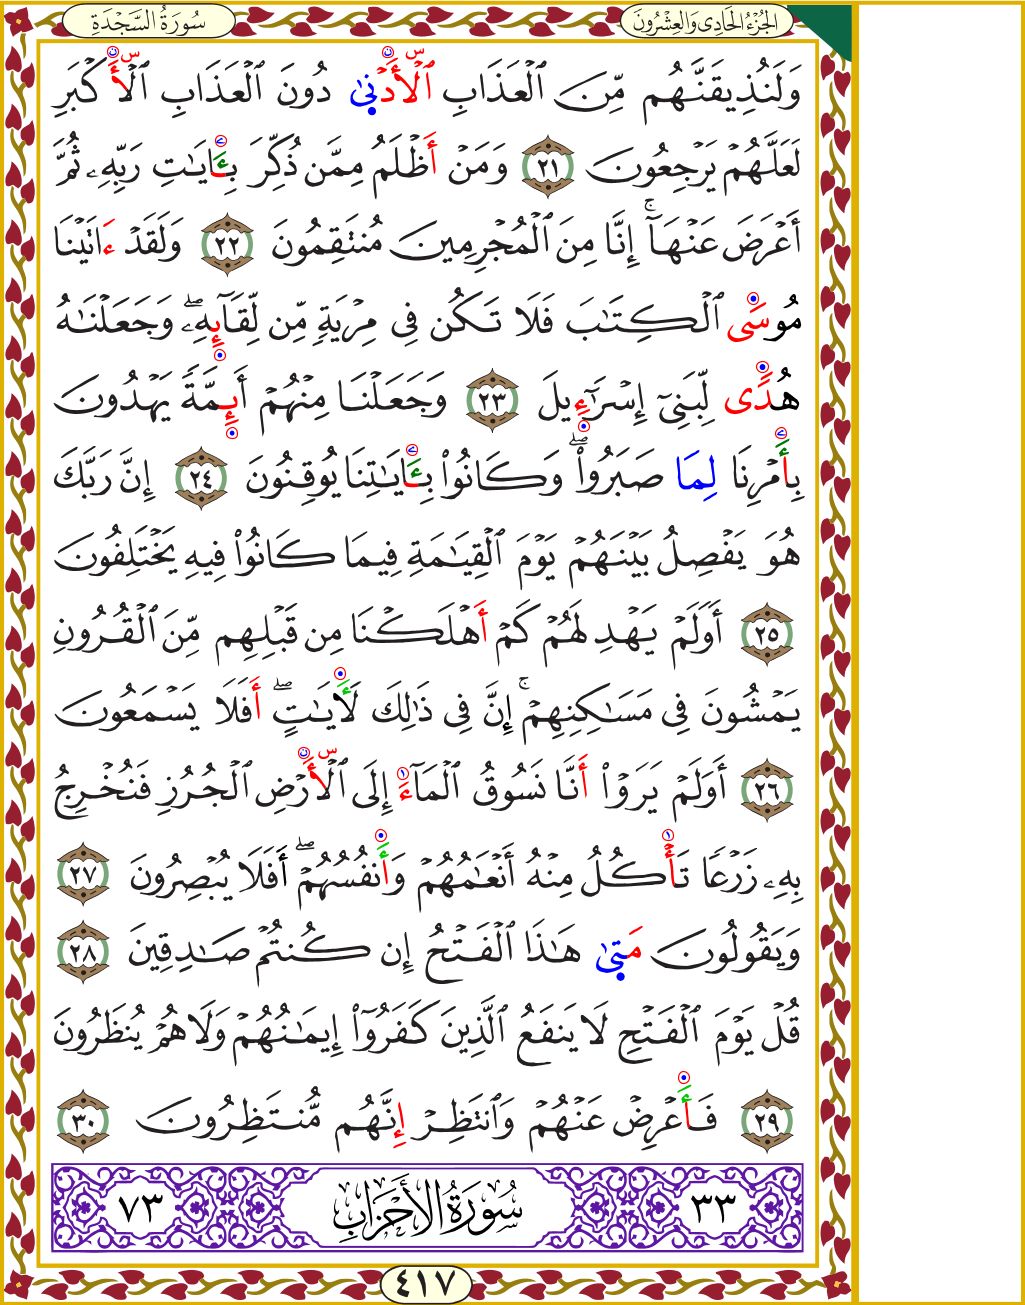 الجُزْءُ الحَادِى وَالعِشْرُونَ
سُورَةُ السَّجْدَةِ
وَلَنُذِيقَنَّهُم مِّنَ ٱلْعَذَابِ ٱلْأَدْنَىٰ دُونَ ٱلْعَذَابِ ٱلْأَكْبَرِ
لَعَلَّهُمْ يَرْجِعُونَ ٢١ وَمَنْ أَظْلَمُ مِمَّن ذُكِّرَ بِـَٔايَـٰتِ رَبِّهِۦ ثُمَّ
أَعْرَضَ عَنْهَآ ۚ إِنَّا مِنَ ٱلْمُجْرِمِينَ مُنتَقِمُونَ ٢٢ وَلَقَدْ ءَاتَيْنَا
مُوسَى ٱلْكِتَـٰبَ فَلَا تَكُن فِى مِرْيَةٍ مِّن لِّقَآئِهِۦ ۖ وَجَعَلْنَـٰهُ
هُدًى لِّبَنِىٓ إِسْرَٰٓءِيلَ ٢٣ وَجَعَلْنَا مِنْهُمْ أَئِمَّةً يَهْدُونَ
بِأَمْرِنَا لِمَا صَبَرُوا۟ ۖ وَكَانُوا۟ بِـَٔايَـٰتِنَا يُوقِنُونَ ٢٤ إِنَّ رَبَّكَ
هُوَ يَفْصِلُ بَيْنَهُمْ يَوْمَ ٱلْقِيَـٰمَةِ فِيمَا كَانُوا۟ فِيهِ يَخْتَلِفُونَ
٢٥ أَوَلَمْ يَهْدِ لَهُمْ كَمْ أَهْلَكْنَا مِن قَبْلِهِم مِّنَ ٱلْقُرُونِ
يَمْشُونَ فِى مَسَـٰكِنِهِمْ ۚ إِنَّ فِى ذَٰلِكَ لَـَٔايَـٰتٍ ۖ أَفَلَا يَسْمَعُونَ
٢٦ أَوَلَمْ يَرَوْا۟ أَنَّا نَسُوقُ ٱلْمَآءَ إِلَى ٱلْأَرْضِ ٱلْجُرُزِ فَنُخْرِجُ
بِهِۦ زَرْعًا تَأْكُلُ مِنْهُ أَنْعَـٰمُهُمْ وَأَنفُسُهُمْ ۖ أَفَلَا يُبْصِرُونَ ٢٧
وَيَقُولُونَ مَتَىٰ هَـٰذَا ٱلْفَتْحُ إِن كُنتُمْ صَـٰدِقِينَ ٢٨
قُلْ يَوْمَ ٱلْفَتْحِ لَا يَنفَعُ ٱلَّذِينَ كَفَرُوٓا۟ إِيمَـٰنُهُمْ وَلَا هُمْ يُنظَرُونَ
٢٩ فَأَعْرِضْ عَنْهُمْ وَٱنتَظِرْ إِنَّهُم مُّنتَظِرُونَ ٣٠
٣٣ سُورَةُ الأَحْزَابِ ٧٣
٤١٧